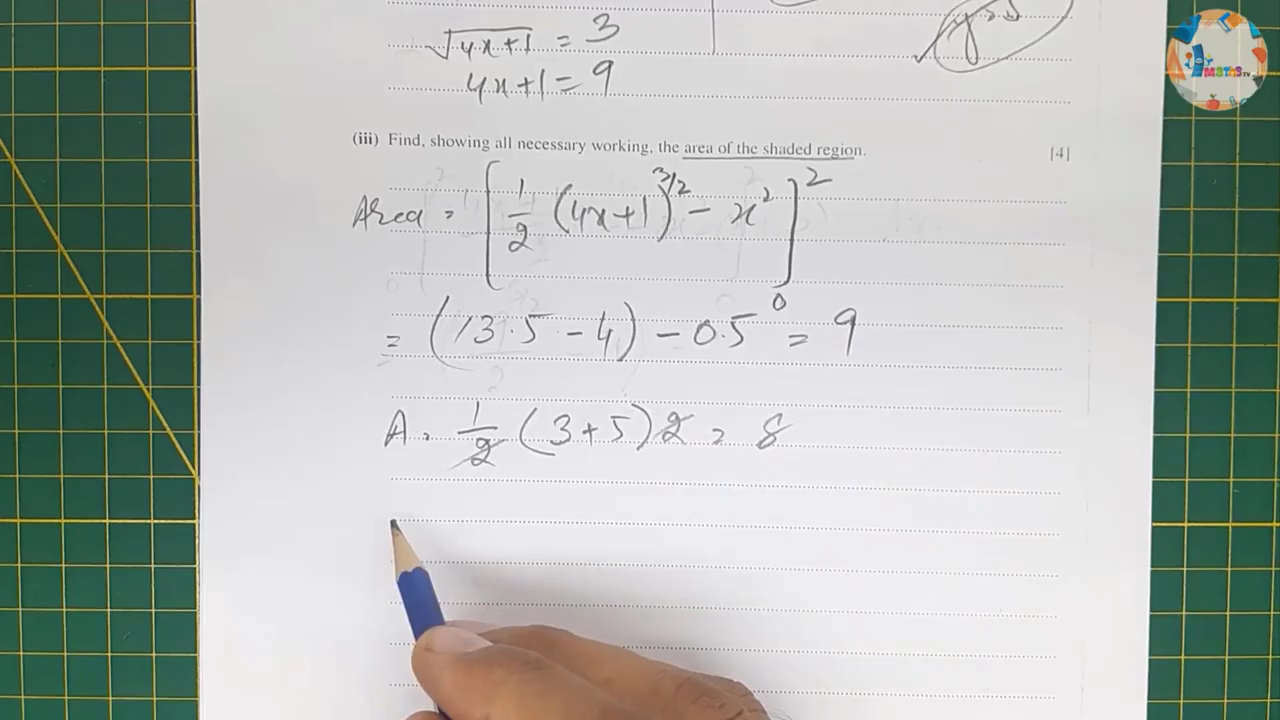 √4x+1 = 3
y=5
4x+1 = 9
(iii) Find, showing all necessary working, the area of the shaded region. [4]
Area = [1/2 (4x+1)^3/2 - x^2]^2_0
= (13.5 - 4) - 0.5 = 9
A = 1/2 (3+5) 2 = 8